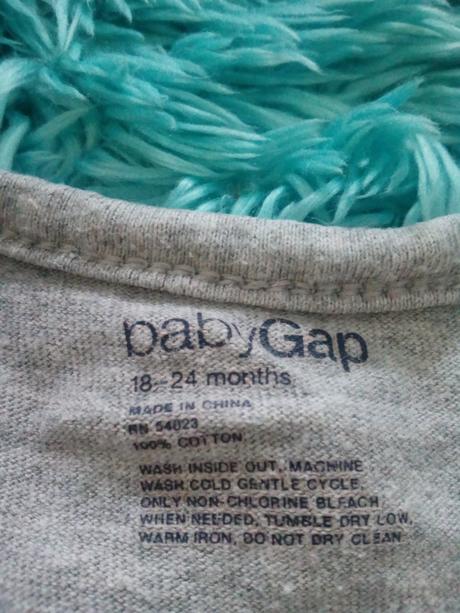 babyGap
18-24 months
MADE IN CHINA
RN 54023
100% COTTON
WASH INSIDE OUT, MACHINE
WASH COLD GENTLE CYCLE,
ONLY NON-CHLORINE BLEACH,
WHEN NEEDED, TUMBLE DRY LOW,
WARM IRON, DO NOT DRY CLEAN